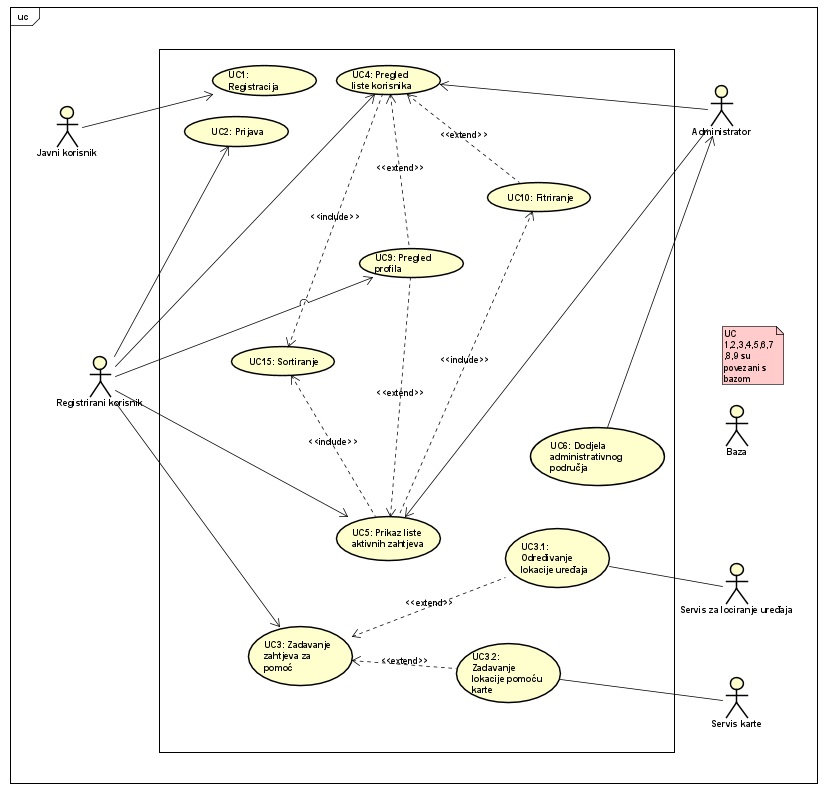 uc
UC1:
Registracija
UC4: Pregled
liste korisnika
Javni korisnik
Administrator
UC2: Prijava
<<extend>>
<<extend>>
UC10: Fitriranje
<<include>>
UC9: Pregled
profila
UC
1,2,3,4,5,6,7
,8,9 su
povezani s
bazom
UC15: Sortiranje
<<include>>
<<extend>>
Registrirani korisnik
<<include>>
UC6: Dodjela
administrativnog
područja
Baza
UC5: Prikaz liste
aktivnih zahtjeva
UC3.1:
Određivanje
lokacije uređaja
<<extend>>
Servis za lociranje uređaja
UC3: Zadavanje
zahtjeva za
pomoć
<<extend>>
UC3.2:
Zadavanje
lokacije pomoću
karte
Servis karte